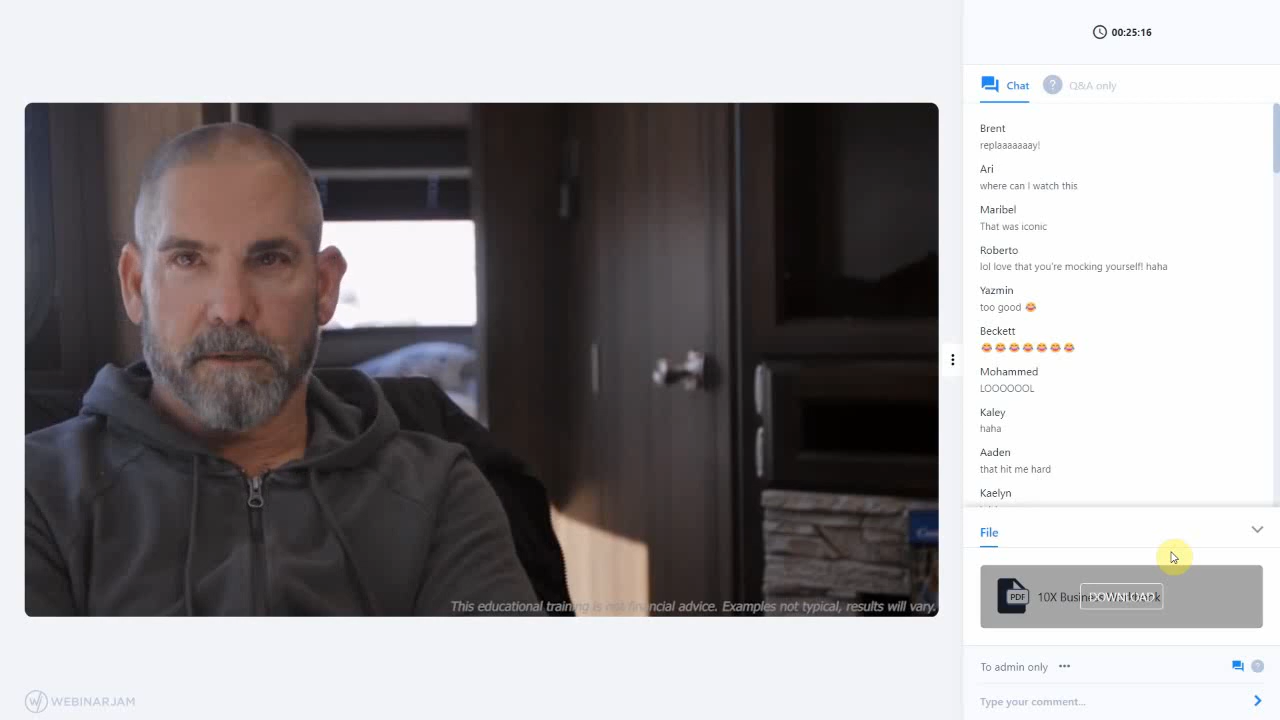 00:25:16
Chat
? Q&A only
Brent
replaaaaaaay!
Ari
where can I watch this
Maribel
That was iconic
Roberto
lol love that you're mocking yourself! haha
Yazmin
too good 😂
Beckett
😂😂😂😂😂😂😂
Mohammed
LOOOOOOL
Kaley
haha
Aaden
that hit me hard
Kaelyn
This educational training is not financial advice. Examples not typical, results will vary.
File
PDF
10X
DOWNLOAD
To admin only
?
Type your comment...
WEBINARJAM